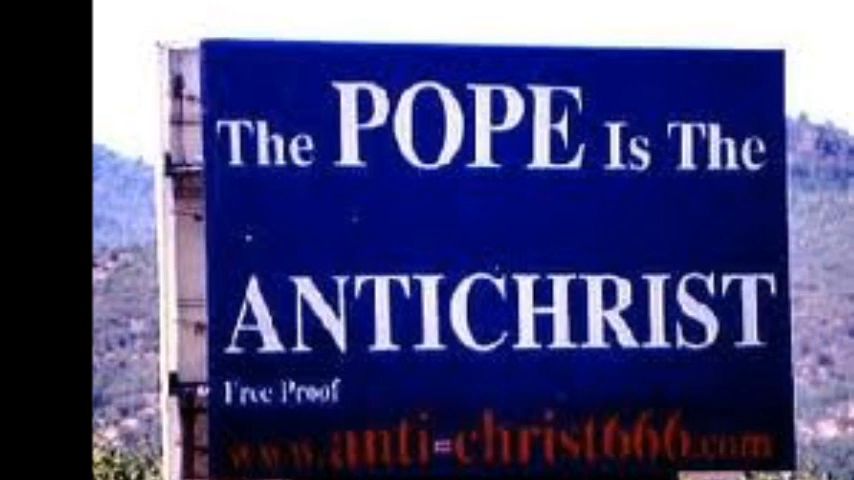 The POPE Is The
ANTICHRIST
Free Proof
www.anti-christ666.com